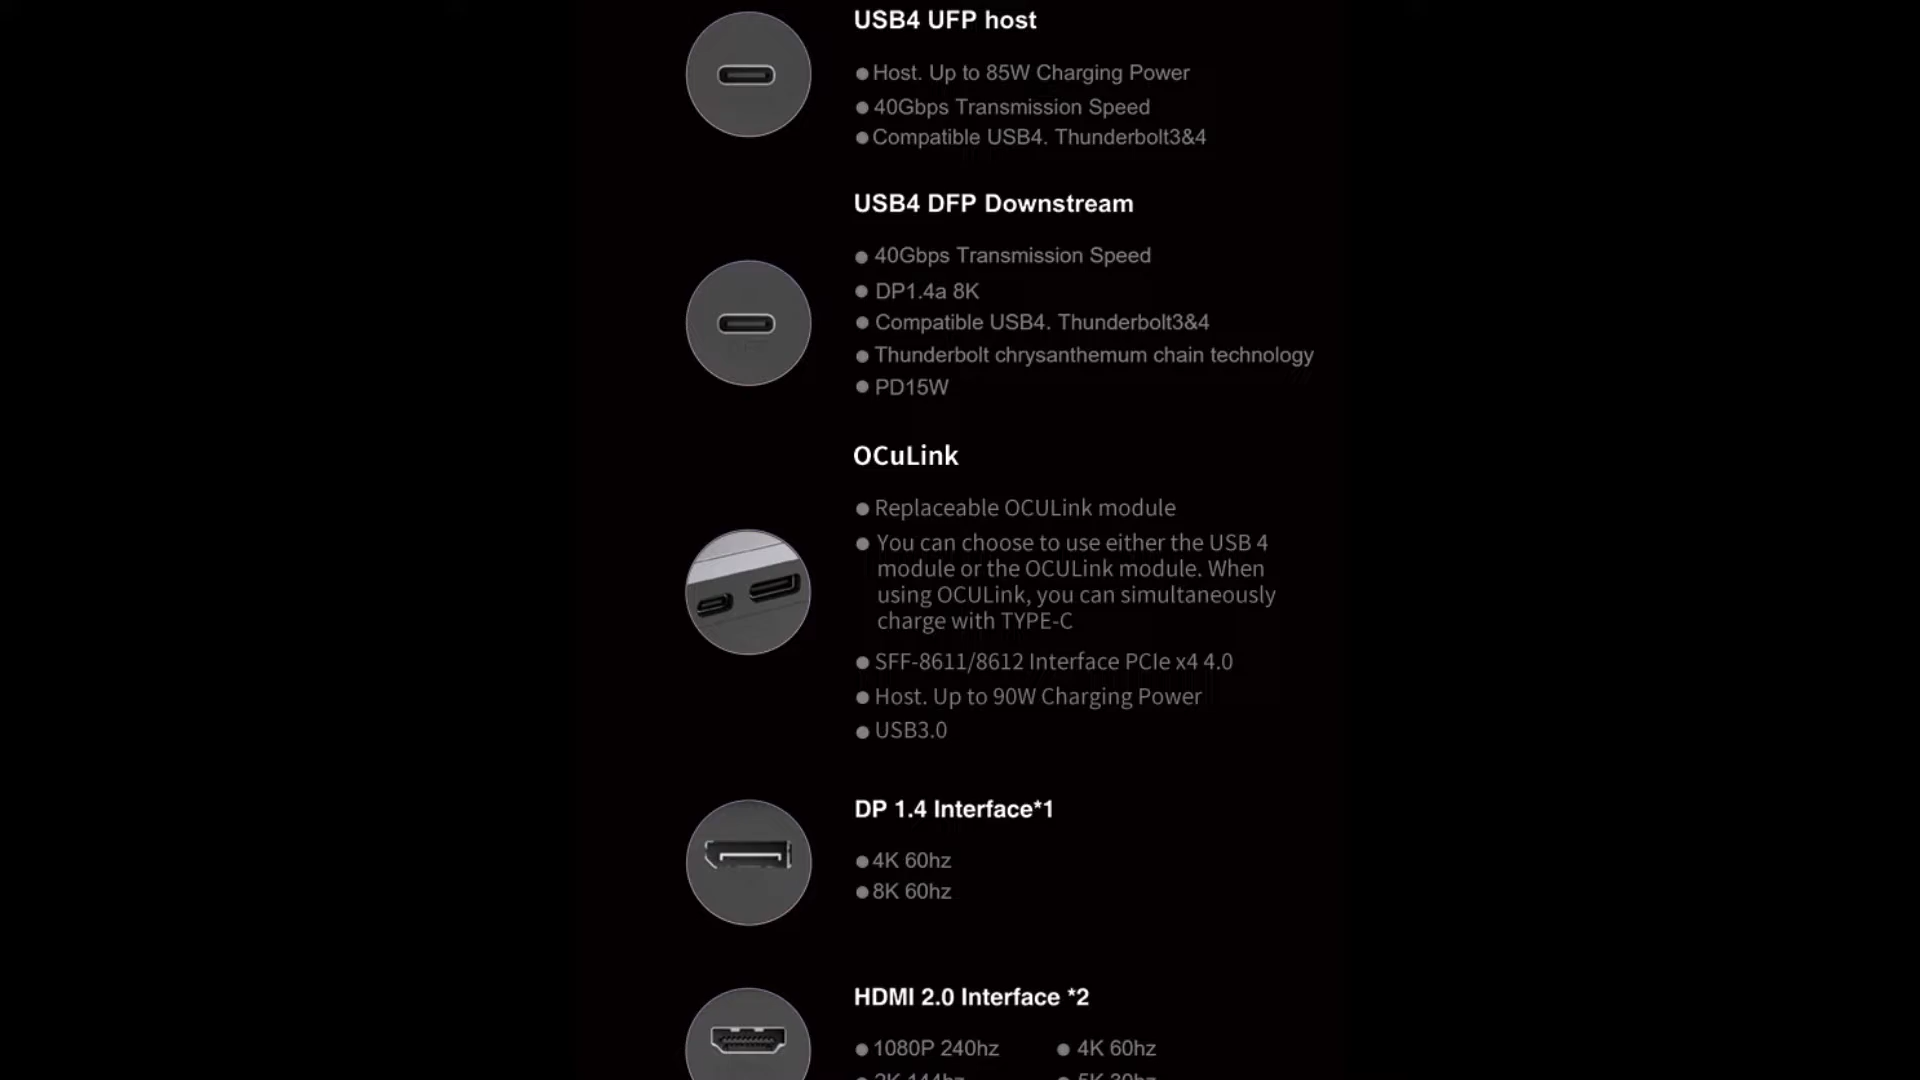 USB4 UFP host
●Host. Up to 85W Charging Power
●40Gbps Transmission Speed
●Compatible USB4. Thunderbolt3&4
USB4 DFP Downstream
● 40Gbps Transmission Speed
● DP1.4a 8K
● Compatible USB4. Thunderbolt3&4
● Thunderbolt chrysanthemum chain technology
● PD15W
OCuLink
● Replaceable OCULink module
● You can choose to use either the USB 4
module or the OCULink module. When
using OCULink, you can simultaneously
charge with TYPE-C
● SFF-8611/8612 Interface PCIe x4 4.0
● Host. Up to 90W Charging Power
● USB3.0
DP 1.4 Interface*1
●4K 60hz
●8K 60hz
HDMI 2.0 Interface *2
●1080P 240hz ● 4K 60hz
●2K 144hz ● 5K 30hz